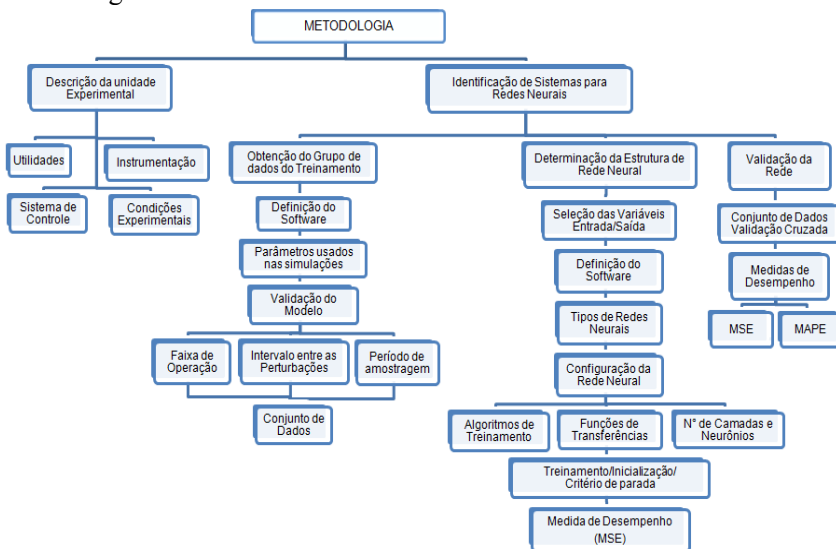 METODOLOGIA
Descrição da unidade
Experimental
Identificação de Sistemas para
Redes Neurais
Utilidades
Instrumentação
Sistema de
Controle
Condições
Experimentais
Obtenção do Grupo de
dados do Treinamento
Definição do
Software
Parâmetros usados
nas simulações
Validação do
Modelo
Faixa de
Operação
Intervalo entre as
Perturbações
Período de
amostragem
Conjunto de
Dados
Determinação da Estrutura de
Rede Neural
Seleção das Variáveis
Entrada/Saída
Definição do
Software
Tipos de Redes
Neurais
Configuração da
Rede Neural
Algoritmos de
Treinamento
Funções de
Transferências
N° de Camadas e
Neurônios
Treinamento/Inicialização/
Critério de parada
Medida de Desempenho
(MSE)
Validação da
Rede
Conjunto de Dados
Validação Cruzada
Medidas de
Desempenho
MSE
MAPE